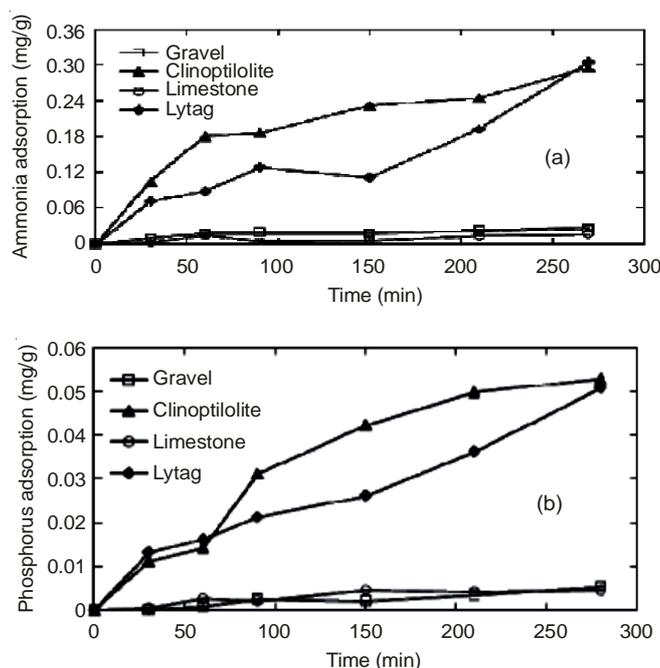 Ammonia adsorption (mg/g)
0.36
0.30
0.24
0.18
0.12
0.06
0
Gravel
Clinoptilolite
Limestone
Lytag
(a)
0 50 100 150 200 250 300
Time (min)
Phosphorus adsorption (mg/g)
0.06
0.05
0.04
0.03
0.02
0.01
0
Gravel
Clinoptilolite
Limestone
Lytag
(b)
0 50 100 150 200 250 300
Time (min)